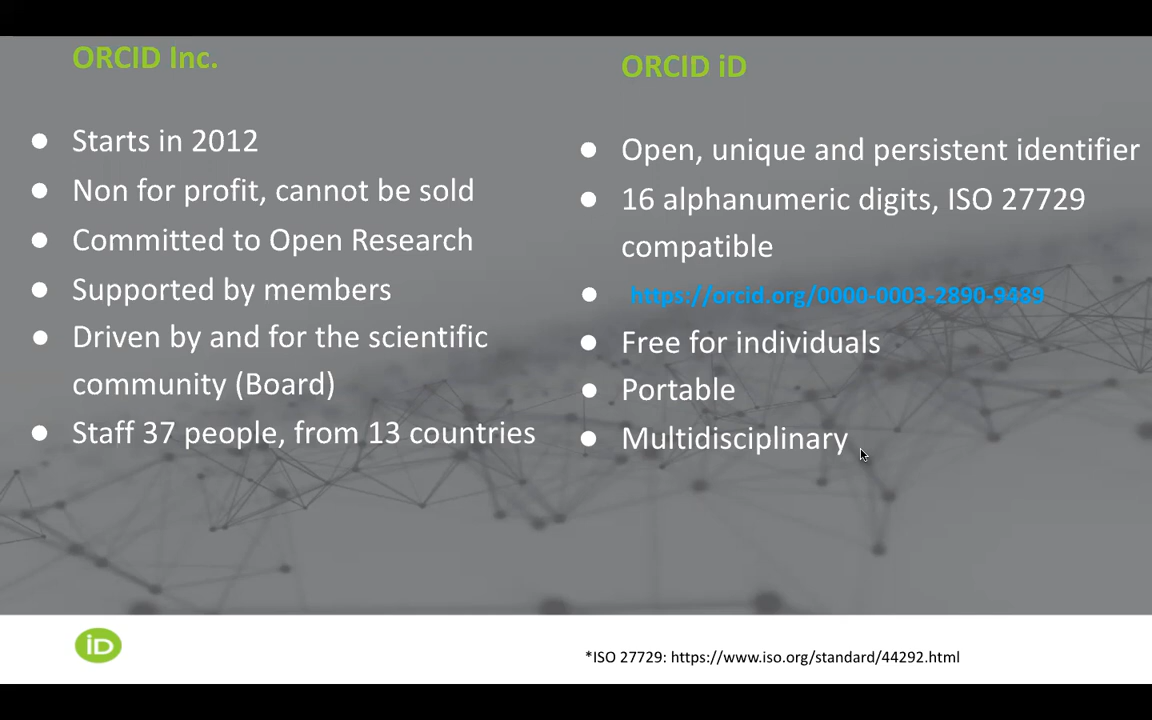 ORCID Inc.
Starts in 2012
Non for profit, cannot be sold
Committed to Open Research
Supported by members
Driven by and for the scientific
community (Board)
Staff 37 people, from 13 countries
ORCID iD
Open, unique and persistent identifier
16 alphanumeric digits, ISO 27729
compatible
https://orcid.org/0000-0003-2890-9489
Free for individuals
Portable
Multidisciplinary
iD
*ISO 27729: https://www.iso.org/standard/44292.html